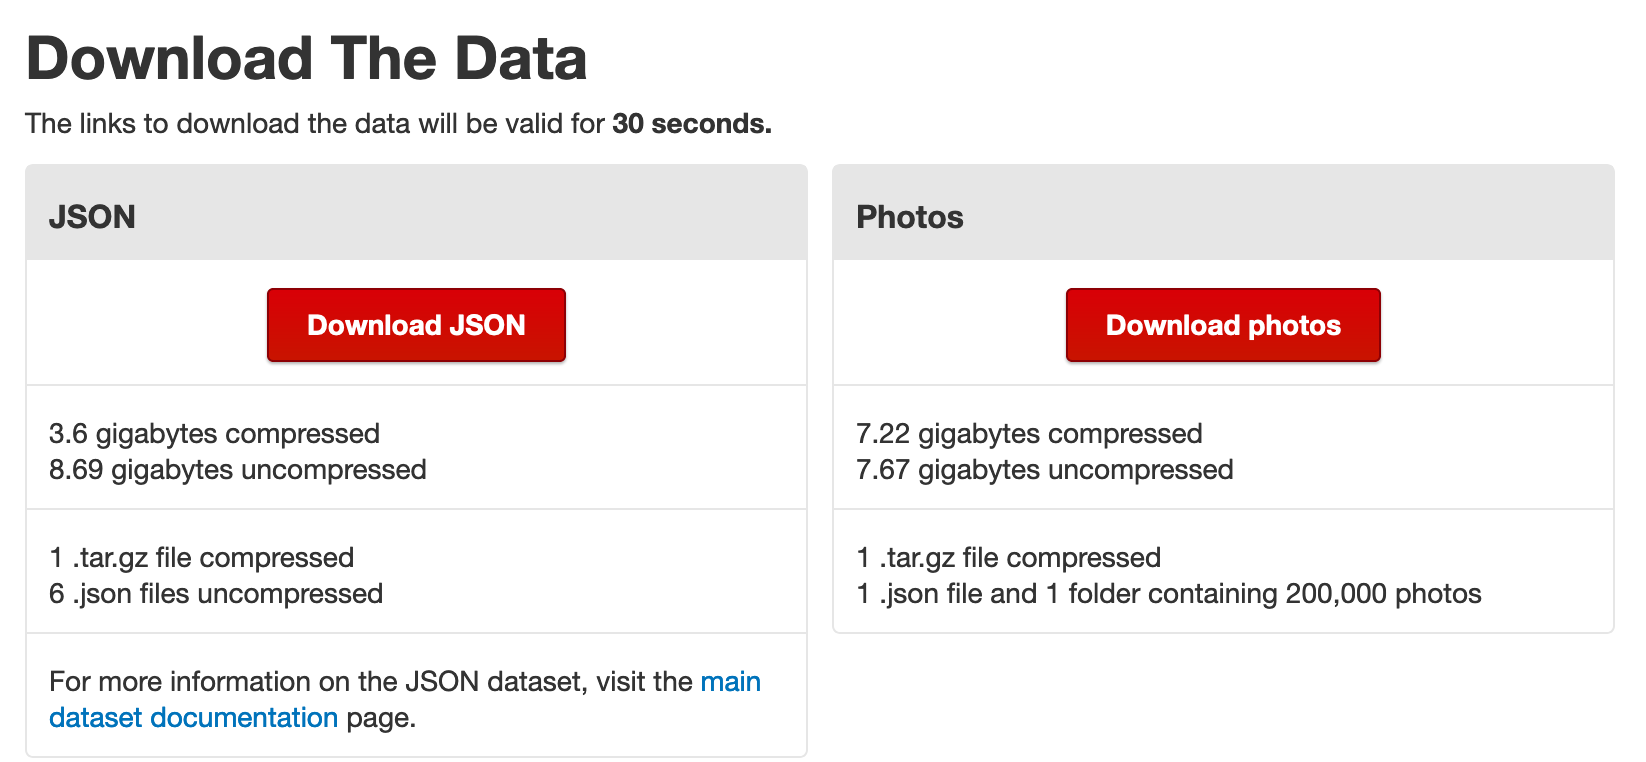 Download The Data
The links to download the data will be valid for 30 seconds.
JSON
Download JSON
3.6 gigabytes compressed
8.69 gigabytes uncompressed
1 .tar.gz file compressed
6 .json files uncompressed
For more information on the JSON dataset, visit the main
dataset documentation page.
Photos
Download photos
7.22 gigabytes compressed
7.67 gigabytes uncompressed
1 .tar.gz file compressed
1 .json file and 1 folder containing 200,000 photos